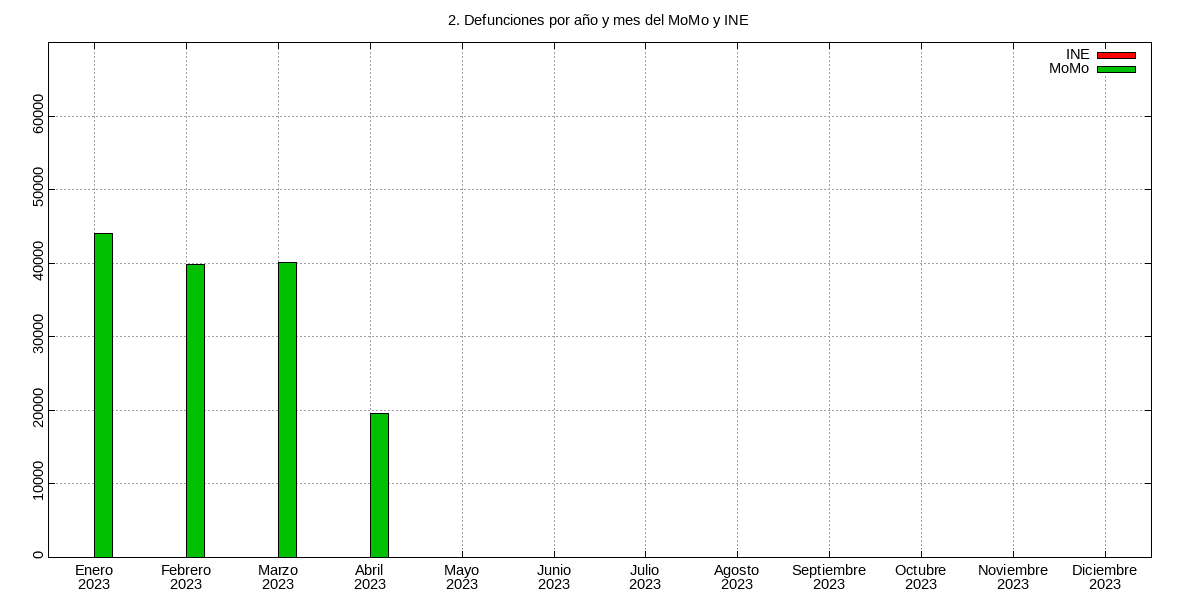 2. Defunciones por año y mes del MoMo y INE
INE
MoMo
60000
50000
40000
30000
20000
10000
0
Enero Febrero Marzo Abril Mayo Junio Julio Agosto Septiembre Octubre Noviembre Diciembre
2023 2023 2023 2023 2023 2023 2023 2023 2023 2023 2023 2023